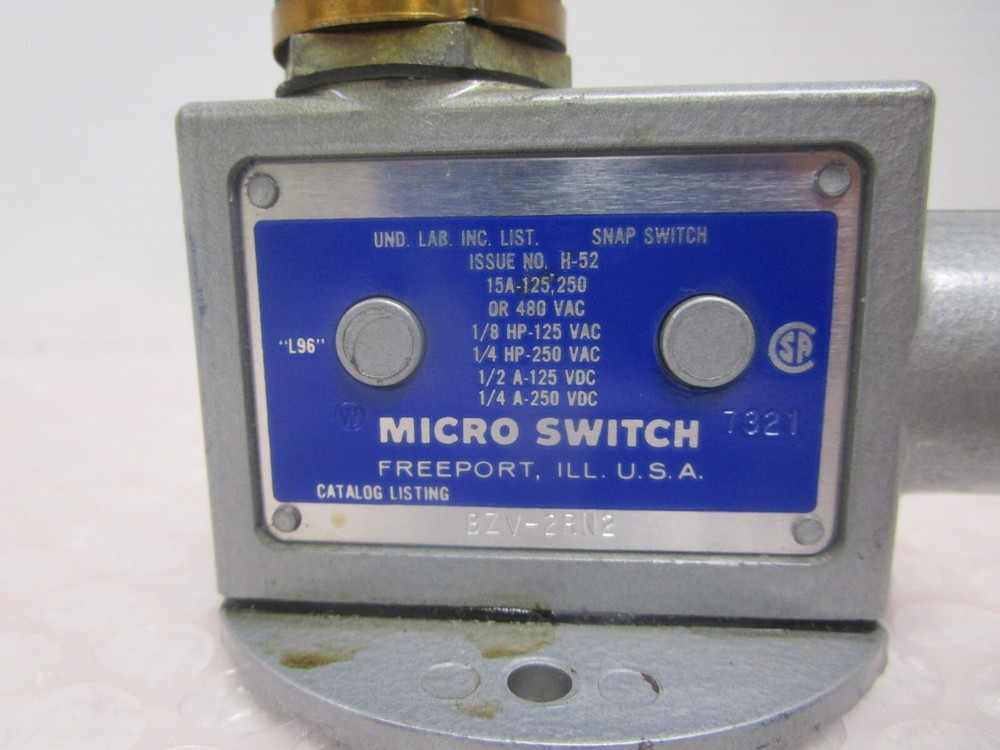 UND. LAB. INC. LIST. SNAP SWITCH
ISSUE NO. H-52
15A-125, 250
OR 480 VAC
1/8 HP-125 VAC
"L96"
1/4 HP-250 VAC
SA
1/2 A-125 VDC
1/4 A-250 VDC
MICRO SWITCH 7321
FREEPORT, ILL. U.S.A.
CATALOG LISTING
BZV-2RN2